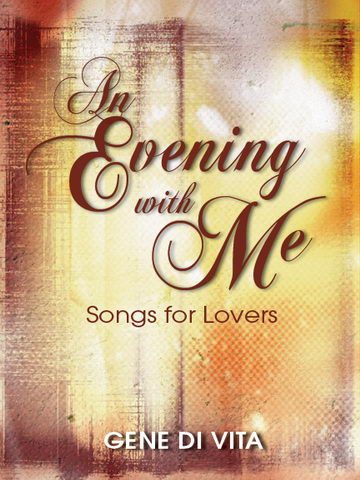 An
Evening
with
Me
Songs for Lovers
GENE DI VITA